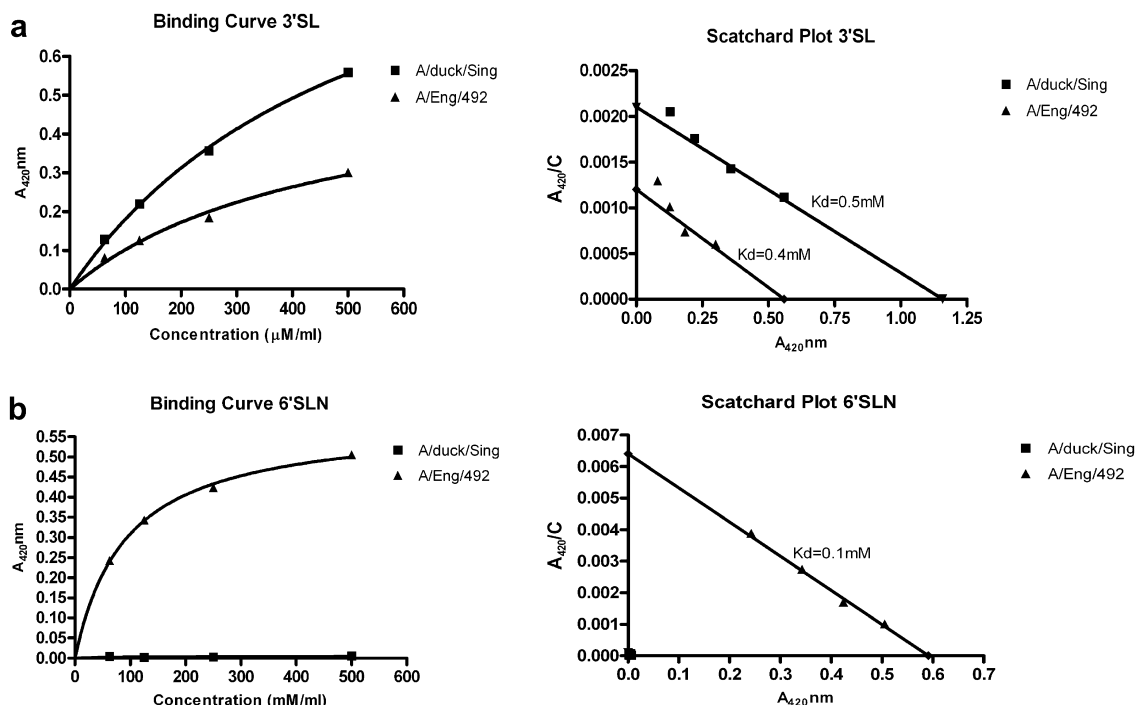 a
Binding Curve 3'SL
0.6
0.5
0.4
0.3
0.2
0.1
0.0
0 100 200 300 400 500 600
A420nm
Concentration (μM/ml)
A/duck/Sing
A/Eng/492
Scatchard Plot 3'SL
0.0025
0.0020
0.0015
0.0010
0.0005
0.0000
0.00 0.25 0.50 0.75 1.00 1.25
A420/C
A420nm
Kd=0.5mM
Kd=0.4mM
A/duck/Sing
A/Eng/492
b
Binding Curve 6'SLN
0.55
0.50
0.45
0.40
0.35
0.30
0.25
0.20
0.15
0.10
0.05
0.00
0 100 200 300 400 500 600
A420nm
Concentration (mM/ml)
A/duck/Sing
A/Eng/492
Scatchard Plot 6'SLN
0.007
0.006
0.005
0.004
0.003
0.002
0.001
0.000
0.0 0.1 0.2 0.3 0.4 0.5 0.6 0.7
A420/C
A420nm
Kd=0.1mM
A/duck/Sing
A/Eng/492